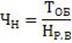 Ч_Н = Т_ОБ / Н_Р.В